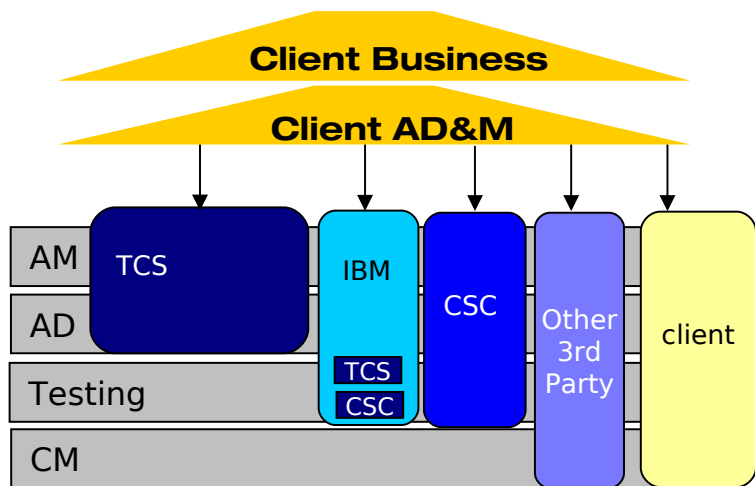 Client Business
Client AD&M
AM
TCS
IBM
CSC
Other
3rd
Party
client
AD
TCS
CSC
Testing
CM